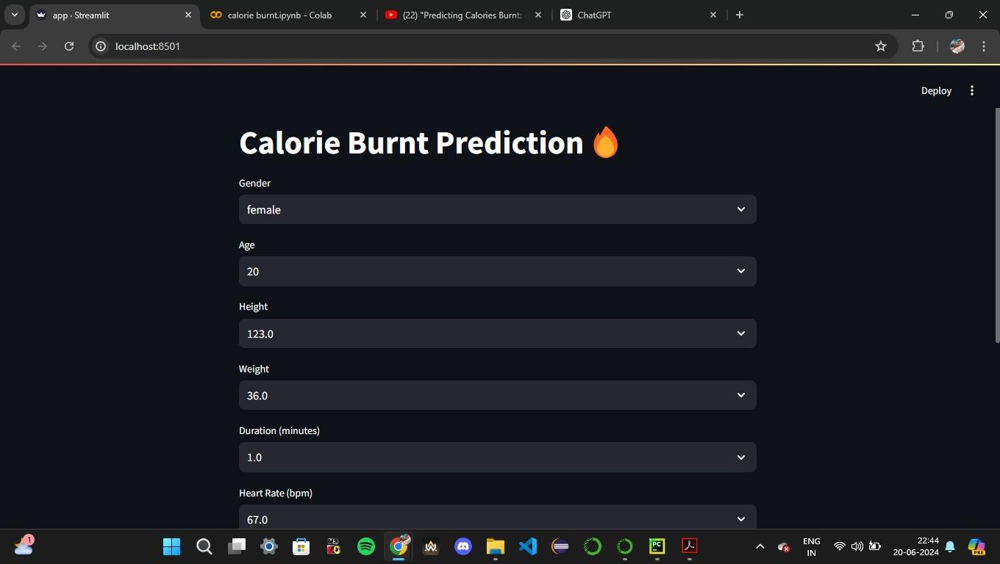 app · Streamlit
calorie burnt.ipynb - Colab
(22) "Predicting Calories Burnt:
ChatGPT
localhost:8501
Deploy
Calorie Burnt Prediction
Gender
female
Age
20
Height
123.0
Weight
36.0
Duration (minutes)
1.0
Heart Rate (bpm)
67.0
1
PC
PRE
ENG
IN
22:44
20-06-2024